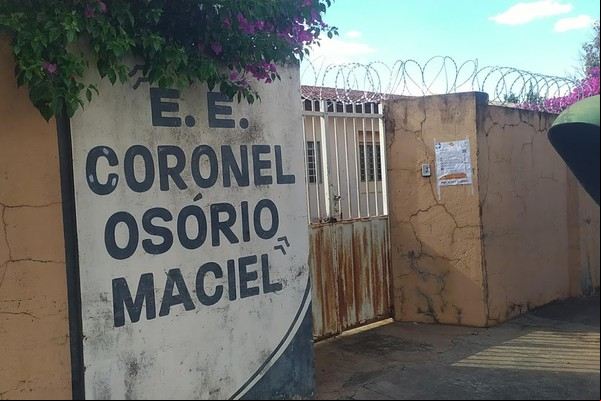 E. E.
CORONEL
OSÓRIO
MACIEL